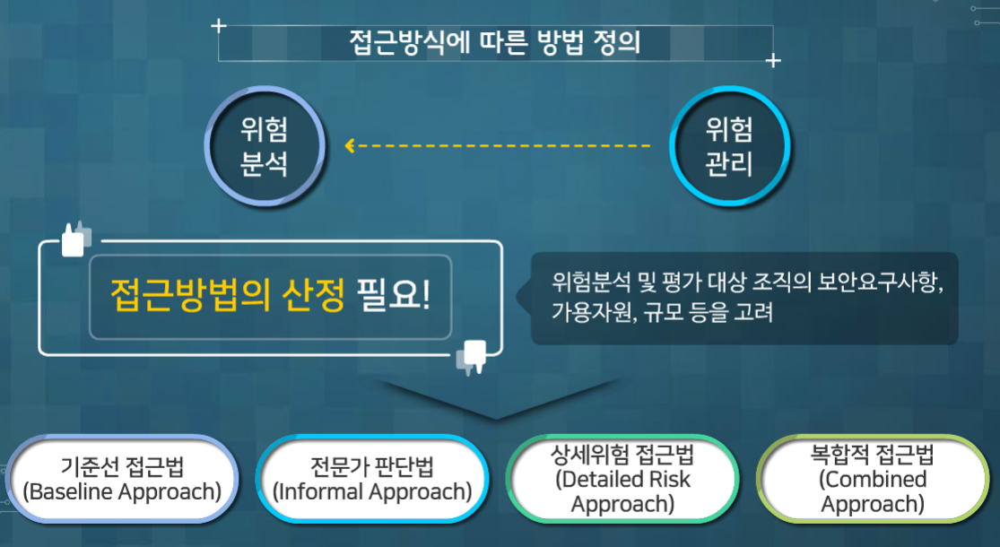 접근방식에 따른 방법 정의
위험
분석
위험
관리
접근방법의 산정 필요!
위험분석 및 평가 대상 조직의 보안요구사항,
가용자원, 규모 등을 고려
기준선 접근법
(Baseline Approach)
전문가 판단법
(Informal Approach)
상세위험 접근법
(Detailed Risk
Approach)
복합적 접근법
(Combined
Approach)